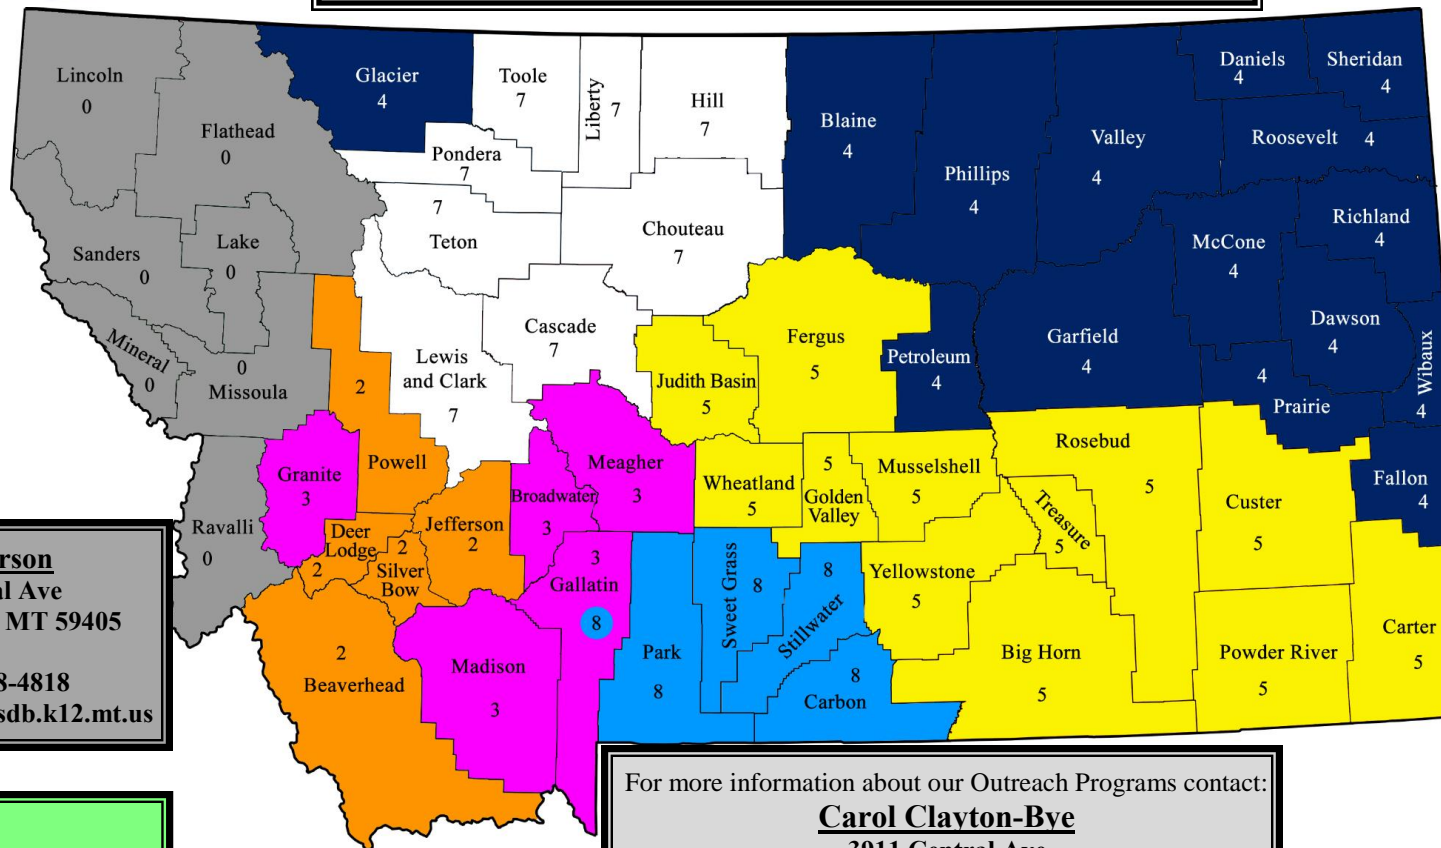 Lincoln
0
Flathead
0
Glacier
4
Toole
7
Liberty
7
Hill
7
Blaine
4
Phillips
4
Valley
4
Daniels
4
Sheridan
4
Roosevelt 4
Pondera
7
7
Teton
Chouteau
7
Sanders
0
Lake
0
McCone
4
Richland
4
Mineral
0
0
Missoula
2
Powell
Lewis
and Clark
7
Cascade
7
Judith Basin
5
Fergus
5
Petroleum
4
Garfield
4
Dawson
4
Wibaux
4
4
Prairie
Fallon
4
Ravalli
0
Granite
3
Deer
Lodge
2
2
Silver
Bow
Jefferson
2
Broadwater
3
Meagher
3
Wheatland
5
5
Golden
Valley
Musselshell
5
Rosebud
5
Treasure
5
Custer
5
3
Gallatin
8
Sweet Grass
8
8
Stillwater
Yellowstone
5
2
Beaverhead
Madison
3
Park
8
8
Carbon
Big Horn
5
Powder River
5
Carter
5
rson
Ave
MT 59405
8-4818
sdb.k12.mt.us
For more information about our Outreach Programs contact:
Carol Clayton-Bye
3911 Central Ave